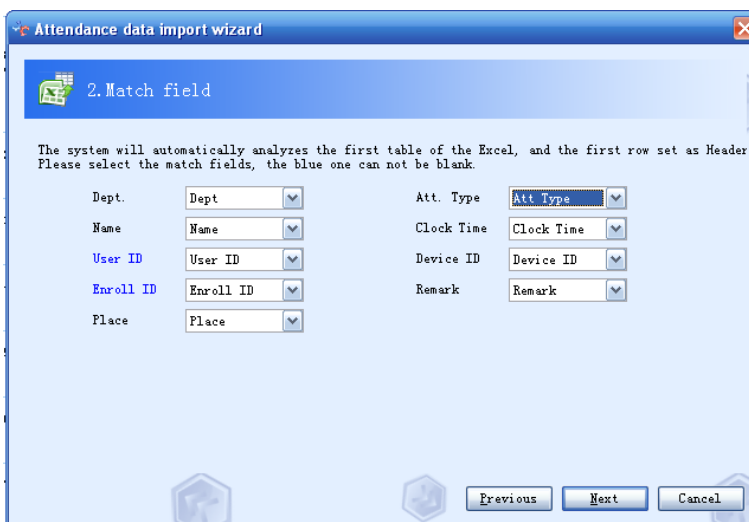 Attendance data import wizard
2.Match field
The system will automatically analyzes the first table of the Excel, and the first row set as Header
Please select the match fields, the blue one can not be blank.
Dept. Dept Att. Type Att Type
Name Name Clock Time Clock Time
User ID User ID Device ID Device ID
Enroll ID Enroll ID Remark Remark
Place Place
Previous Next Cancel